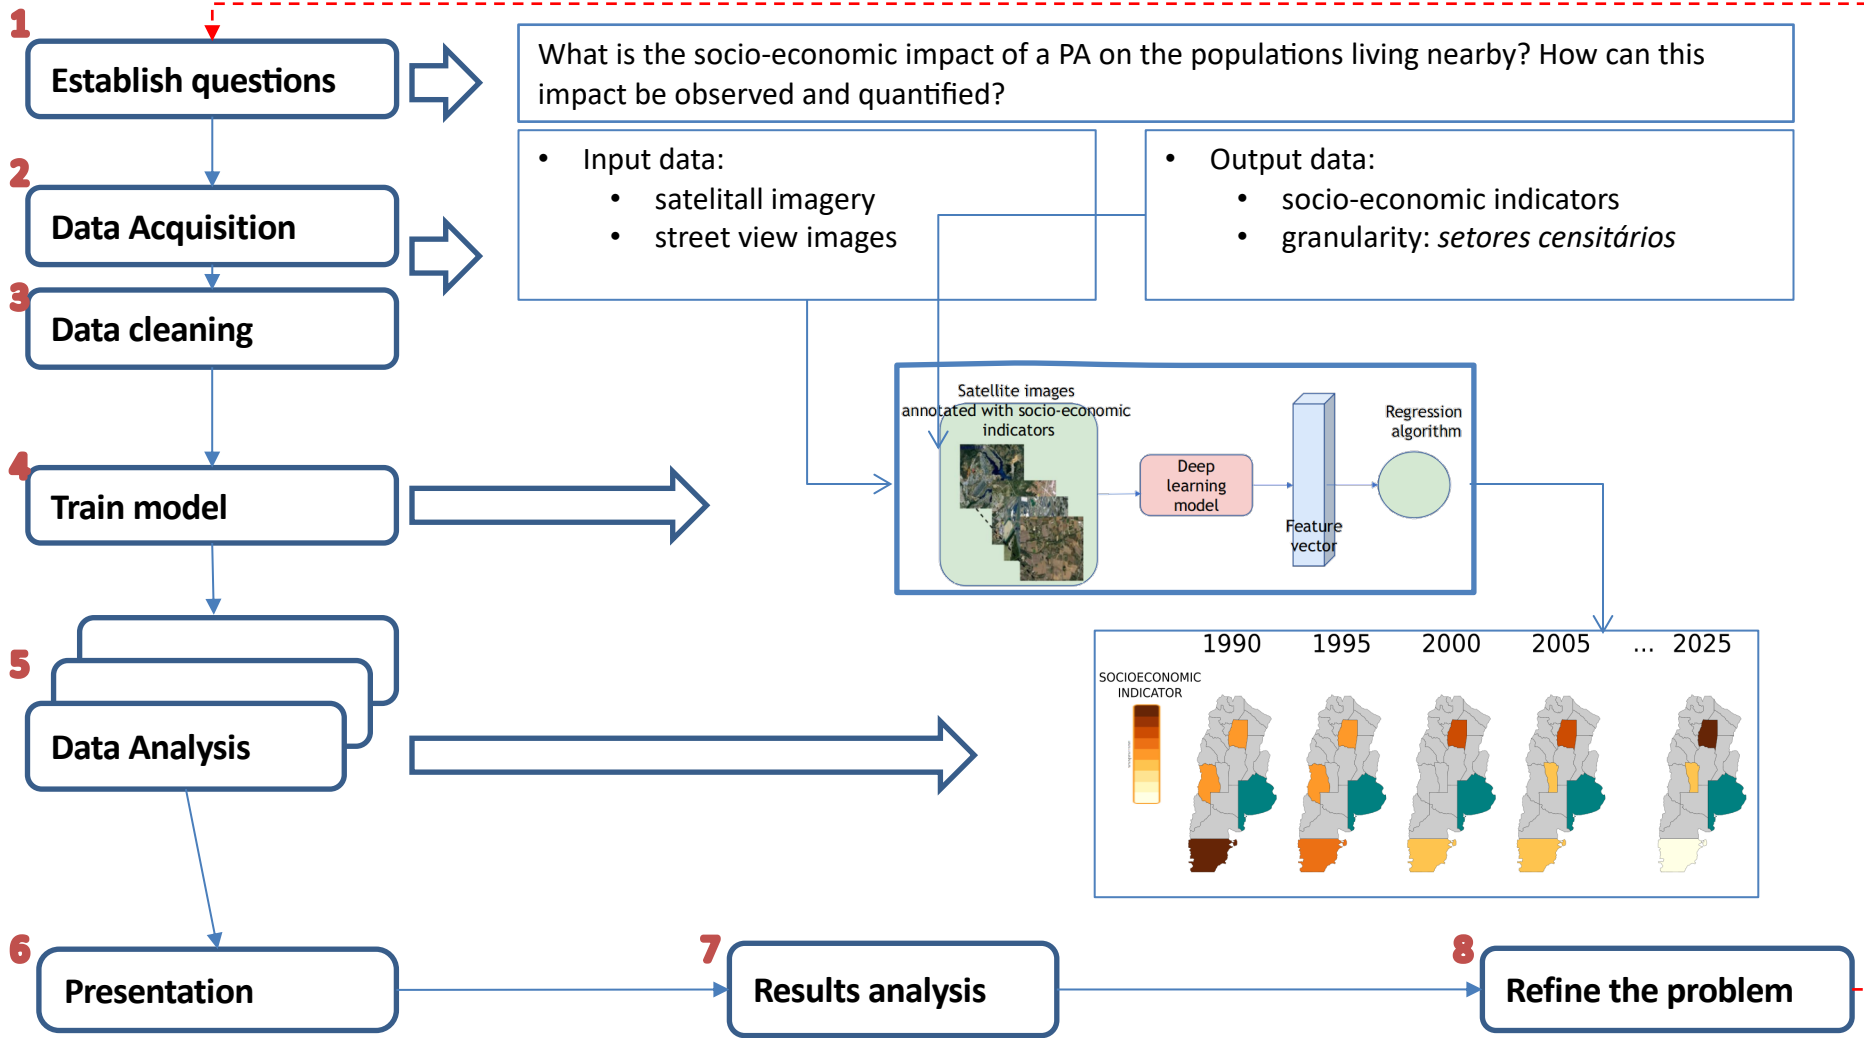 1
Establish questions
What is the socio-economic impact of a PA on the populations living nearby? How can this
impact be observed and quantified?
2
Data Acquisition
• Input data:
• satelitall imagery
• street view images
• Output data:
• socio-economic indicators
• granularity: setores censitários
3
Data cleaning
4
Train model
Satellite images
annotated with socio-economic
indicators
Deep
learning
model
Feature
vector
Regression
algorithm
5
Data Analysis
1990 1995 2000 2005 ... 2025
SOCIOECONOMIC
INDICATOR
6
Presentation
7
Results analysis
8
Refine the problem